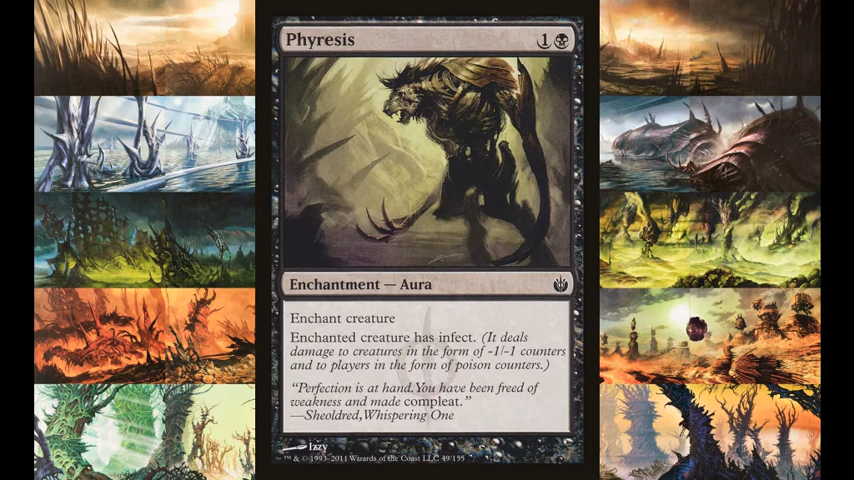 Phyresis 1
Enchantment — Aura
Enchant creature
Enchanted creature has infect. (It deals
damage to creatures in the form of -1/-1 counters
and to players in the form of poison counters.)
“Perfection is at hand. You have been freed of
weakness and made compleat.”
—Sheoldred, Whispering One
Izzy
™ & © 1993–2011 Wizards of the Coast LLC 49/155